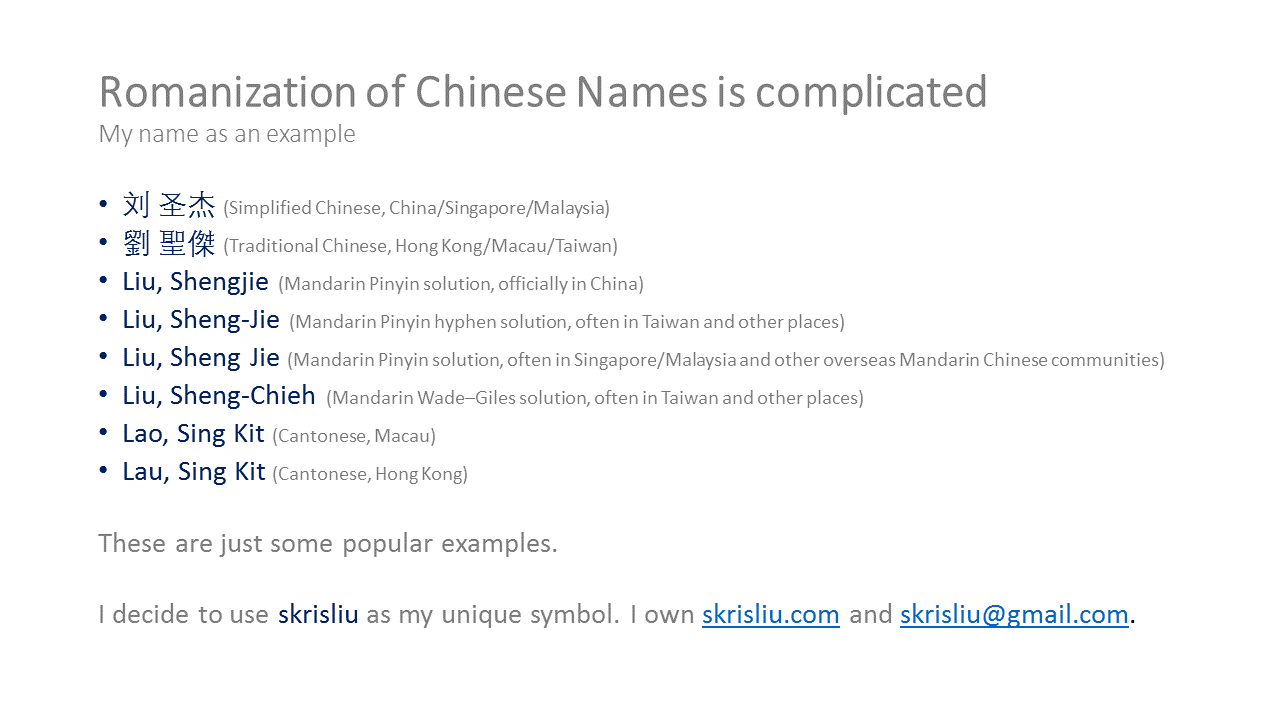 Romanization of Chinese Names is complicated
My name as an example
• 刘 圣杰 (Simplified Chinese, China/Singapore/Malaysia)
• 劉 聖傑 (Traditional Chinese, Hong Kong/Macau/Taiwan)
• Liu, Shengjie (Mandarin Pinyin solution, officially in China)
• Liu, Sheng-Jie (Mandarin Pinyin hyphen solution, often in Taiwan and other places)
• Liu, Sheng Jie (Mandarin Pinyin solution, often in Singapore/Malaysia and other overseas Mandarin Chinese communities)
• Liu, Sheng-Chieh (Mandarin Wade–Giles solution, often in Taiwan and other places)
• Lao, Sing Kit (Cantonese, Macau)
• Lau, Sing Kit (Cantonese, Hong Kong)
These are just some popular examples.
I decide to use skrisliu as my unique symbol. I own skrisliu.com and skrisliu@gmail.com.